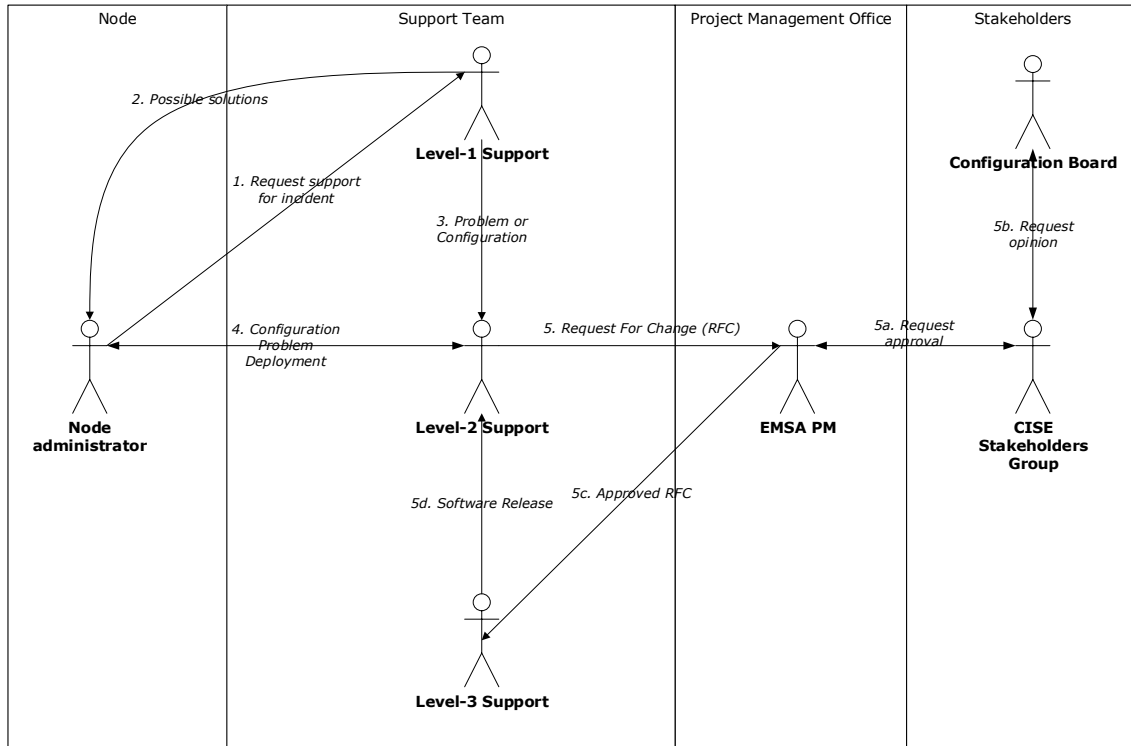 Node
Support Team
Project Management Office
Stakeholders
2. Possible solutions
Level-1 Support
Configuration Board
1. Request support
for incident
3. Problem or
Configuration
5b. Request
opinion
4. Configuration
Problem
Deployment
5. Request For Change (RFC)
5a. Request
approval
Node
administrator
Level-2 Support
EMSA PM
CISE
Stakeholders
Group
5d. Software Release
5c. Approved RFC
Level-3 Support